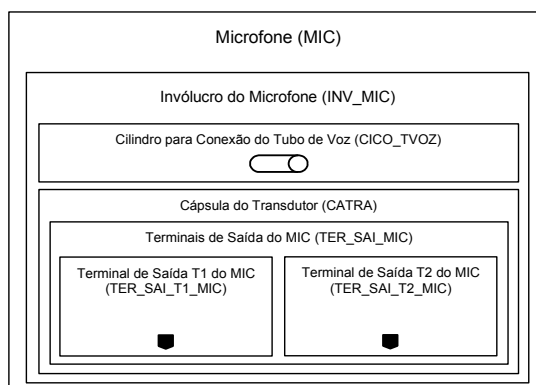 Microfone (MIC)
Invólucro do Microfone (INV_MIC)
Cilindro para Conexão do Tubo de Voz (CICO_TVOZ)
Cápsula do Transdutor (CATRA)
Terminais de Saída do MIC (TER_SAI_MIC)
Terminal de Saída T1 do MIC
(TER_SAI_T1_MIC)
Terminal de Saída T2 do MIC
(TER_SAI_T2_MIC)